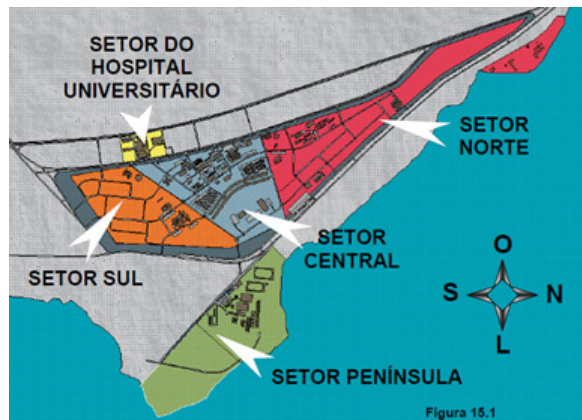 SETOR DO
HOSPITAL
UNIVERSITÁRIO
SETOR
NORTE
SETOR
CENTRAL
SETOR SUL
O
S
N
L
SETOR PENÍNSULA
Figura 15.1